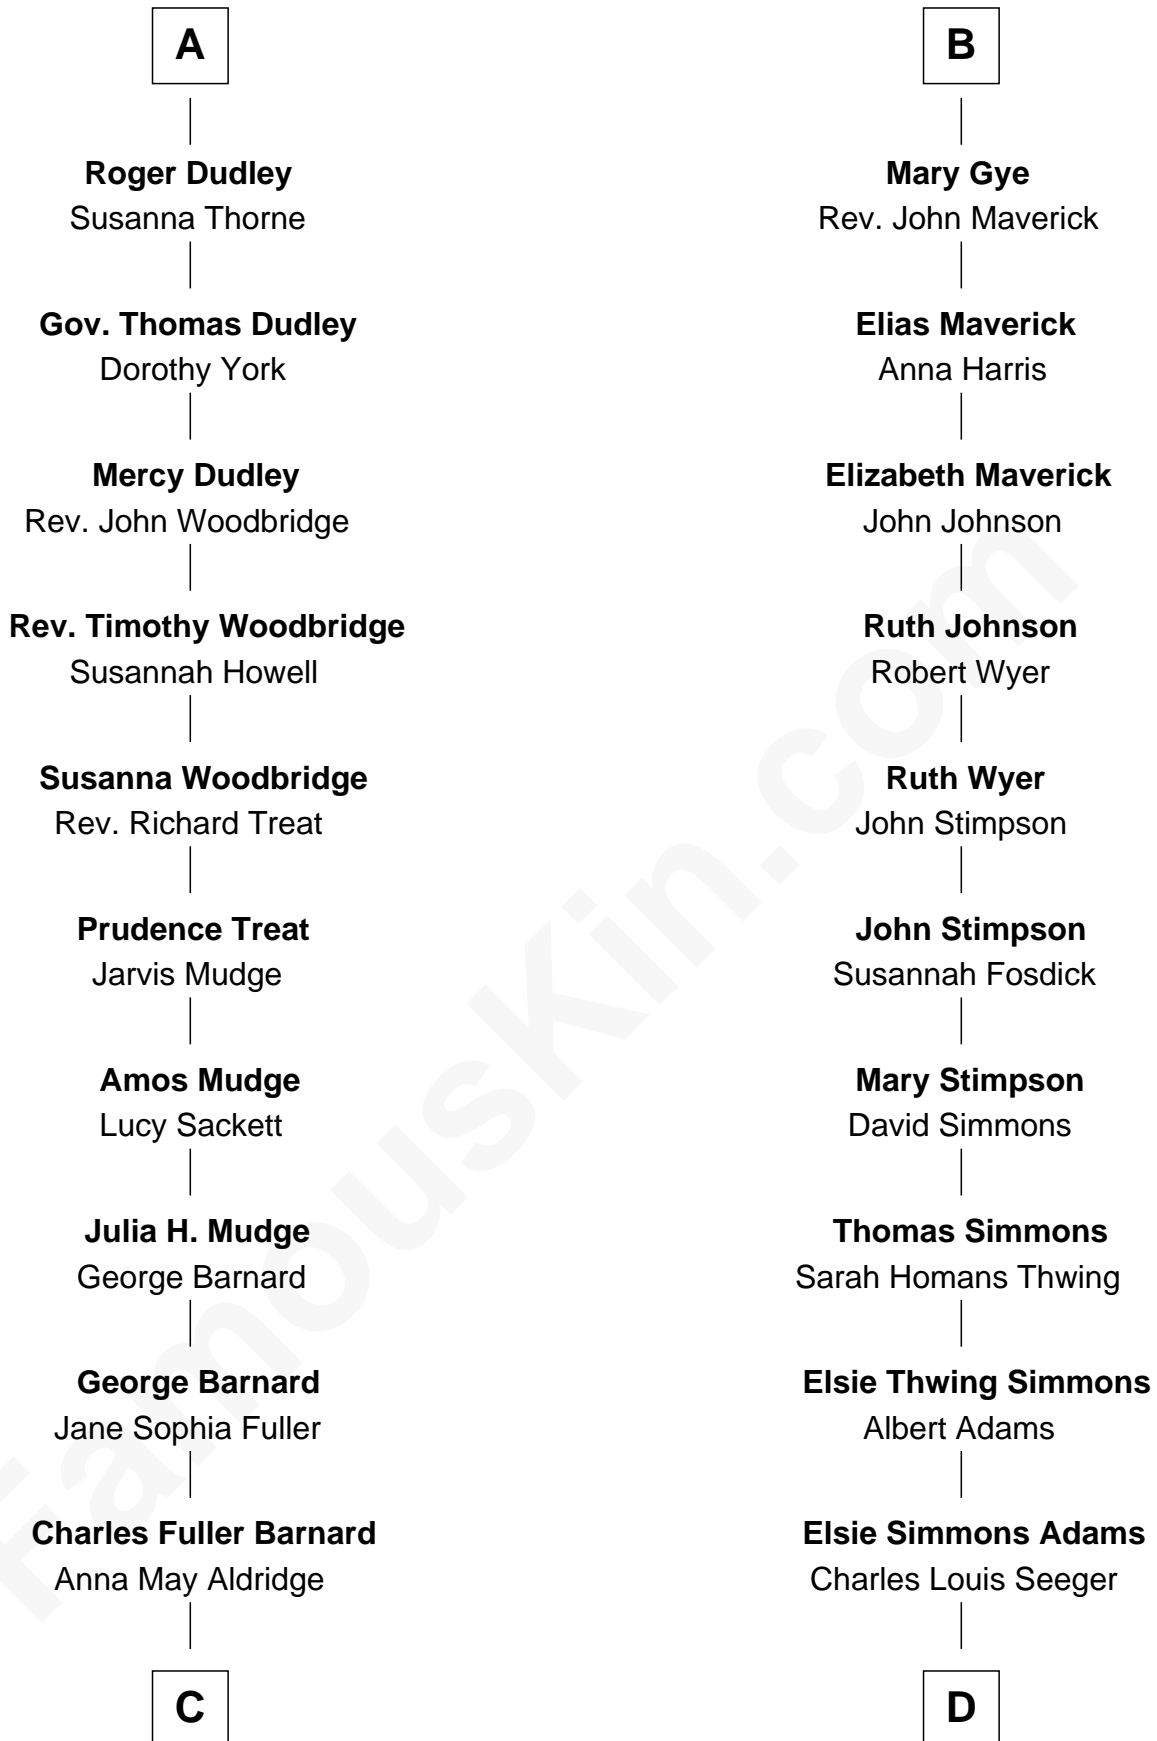 A
Roger Dudley
Susanna Thorne
Gov. Thomas Dudley
Dorothy York
Mercy Dudley
Rev. John Woodbridge
Rev. Timothy Woodbridge
Susannah Howell
Susanna Woodbridge
Rev. Richard Treat
Prudence Treat
Jarvis Mudge
Amos Mudge
Lucy Sackett
Julia H. Mudge
George Barnard
George Barnard
Jane Sophia Fuller
Charles Fuller Barnard
Anna May Aldridge
C
B
Mary Gye
Rev. John Maverick
Elias Maverick
Anna Harris
Elizabeth Maverick
John Johnson
Ruth Johnson
Robert Wyer
Ruth Wyer
John Stimpson
John Stimpson
Susannah Fosdick
Mary Stimpson
David Simmons
Thomas Simmons
Sarah Homans Thwing
Elsie Thwing Simmons
Albert Adams
Elsie Simmons Adams
Charles Louis Seeger
D
FamousKin.com